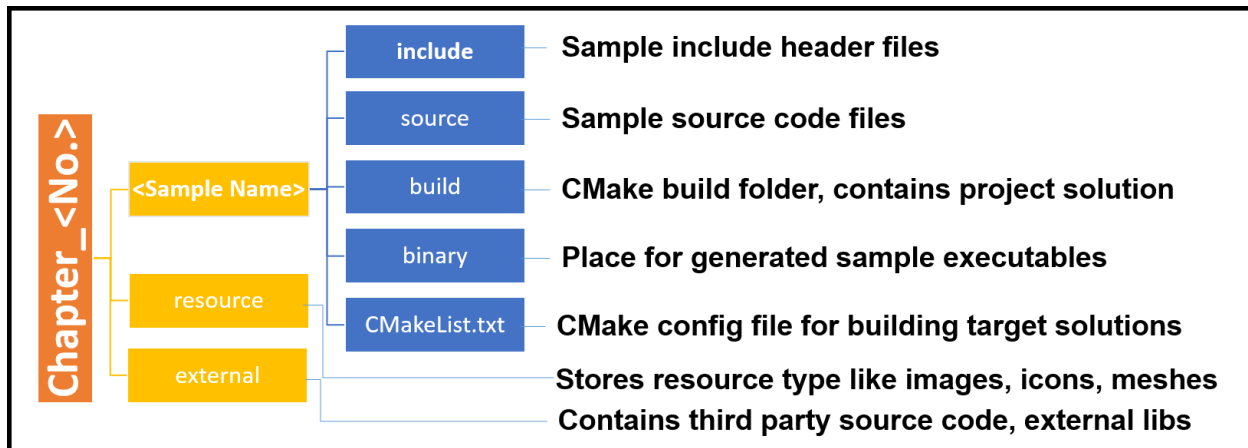 Chapter_<No.>
<Sample Name>
resource
external
include
Sample include header files
source
Sample source code files
build
CMake build folder, contains project solution
binary
Place for generated sample executables
CMakeList.txt
CMake config file for building target solutions
Stores resource type like images, icons, meshes
Contains third party source code, external libs